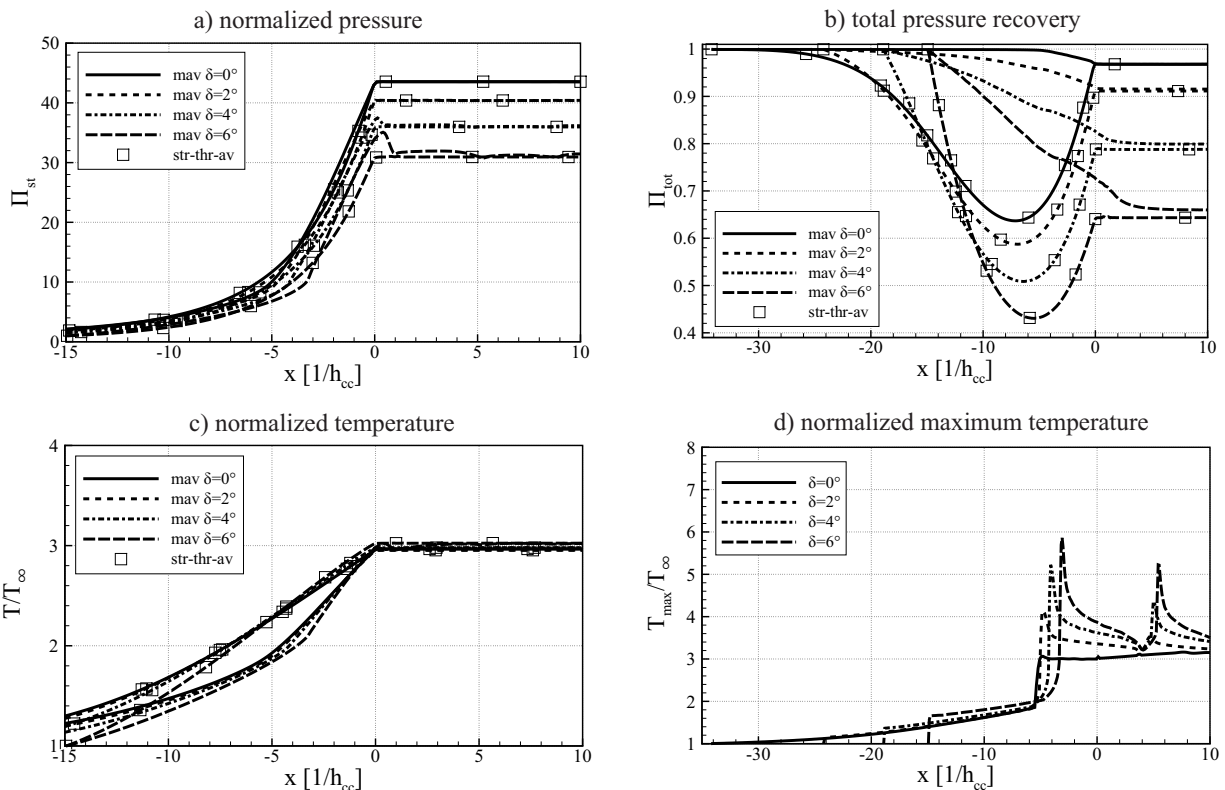 a) normalized pressure
50
40
30
20
10
0
Π_st
mav δ=0°
mav δ=2°
mav δ=4°
mav δ=6°
str-thr-av
-15
-10
-5
0
5
10
x [1/h_cc]
b) total pressure recovery
1
0.9
0.8
0.7
0.6
0.5
0.4
Π_tot
mav δ=0°
mav δ=2°
mav δ=4°
mav δ=6°
str-thr-av
-30
-20
-10
0
10
x [1/h_cc]
c) normalized temperature
4
3
2
1
T/T_∞
mav δ=0°
mav δ=2°
mav δ=4°
mav δ=6°
str-thr-av
-15
-10
-5
0
5
10
x [1/h_cc]
d) normalized maximum temperature
8
7
6
5
4
3
2
1
T_max/T_∞
δ=0°
δ=2°
δ=4°
δ=6°
-30
-20
-10
0
10
x [1/h_cc]